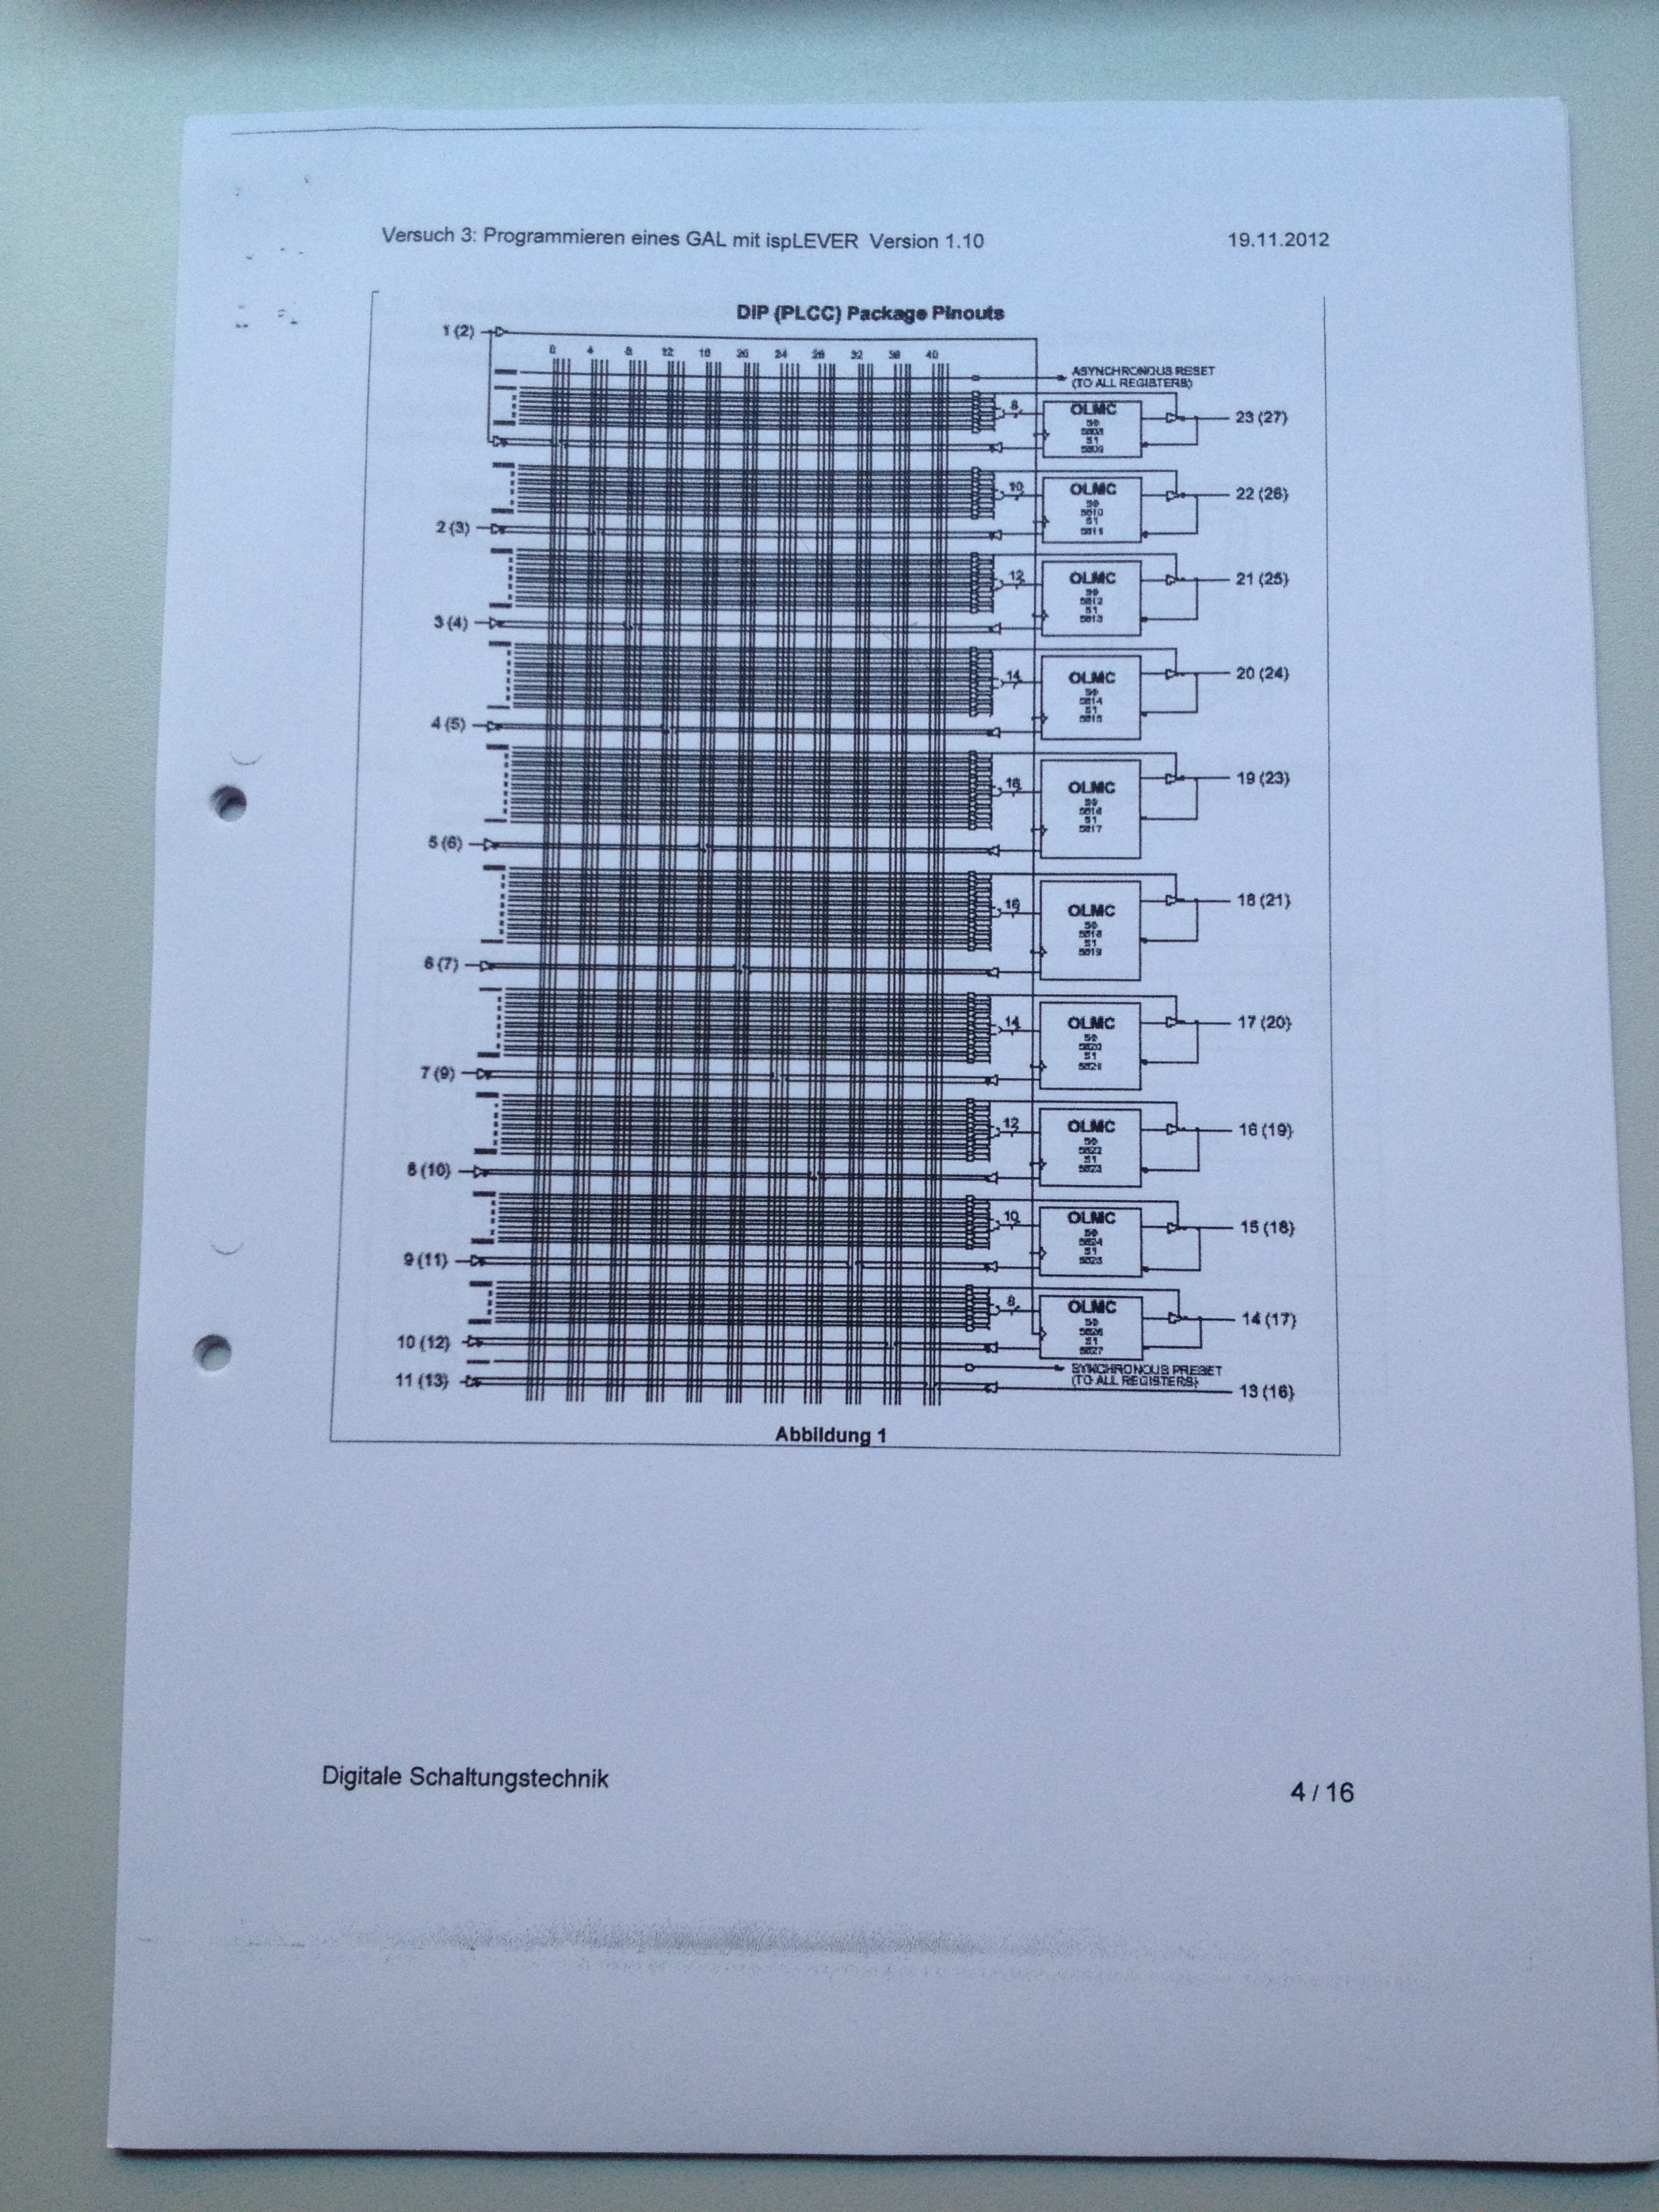 Versuch 3: Programmieren eines GAL mit ispLEVER Version 1.10 19.11.2012
DIP (PLCC) Package Pinouts
1 (2)
0 4 8 12 16 20 24 28 32 36 40
ASYNCHRONOUS RESET
(TO ALL REGISTERS)
8
OLMC
S0
5808
S1
5809
23 (27)
10
OLMC
S0
5810
S1
5811
22 (26)
2 (3)
12
OLMC
S0
5812
S1
5813
21 (25)
3 (4)
14
OLMC
S0
5814
S1
5815
20 (24)
4 (5)
16
OLMC
S0
5816
S1
5817
19 (23)
5 (6)
16
OLMC
S0
5818
S1
5819
18 (21)
6 (7)
14
OLMC
S0
5820
S1
5821
17 (20)
7 (9)
12
OLMC
S0
5822
S1
5823
16 (19)
8 (10)
10
OLMC
S0
5824
S1
5825
15 (18)
9 (11)
8
OLMC
S0
5826
S1
5827
14 (17)
10 (12)
SYNCHRONOUS PRESET
(TO ALL REGISTERS)
11 (13)
13 (16)
Abbildung 1
Digitale Schaltungstechnik 4 / 16